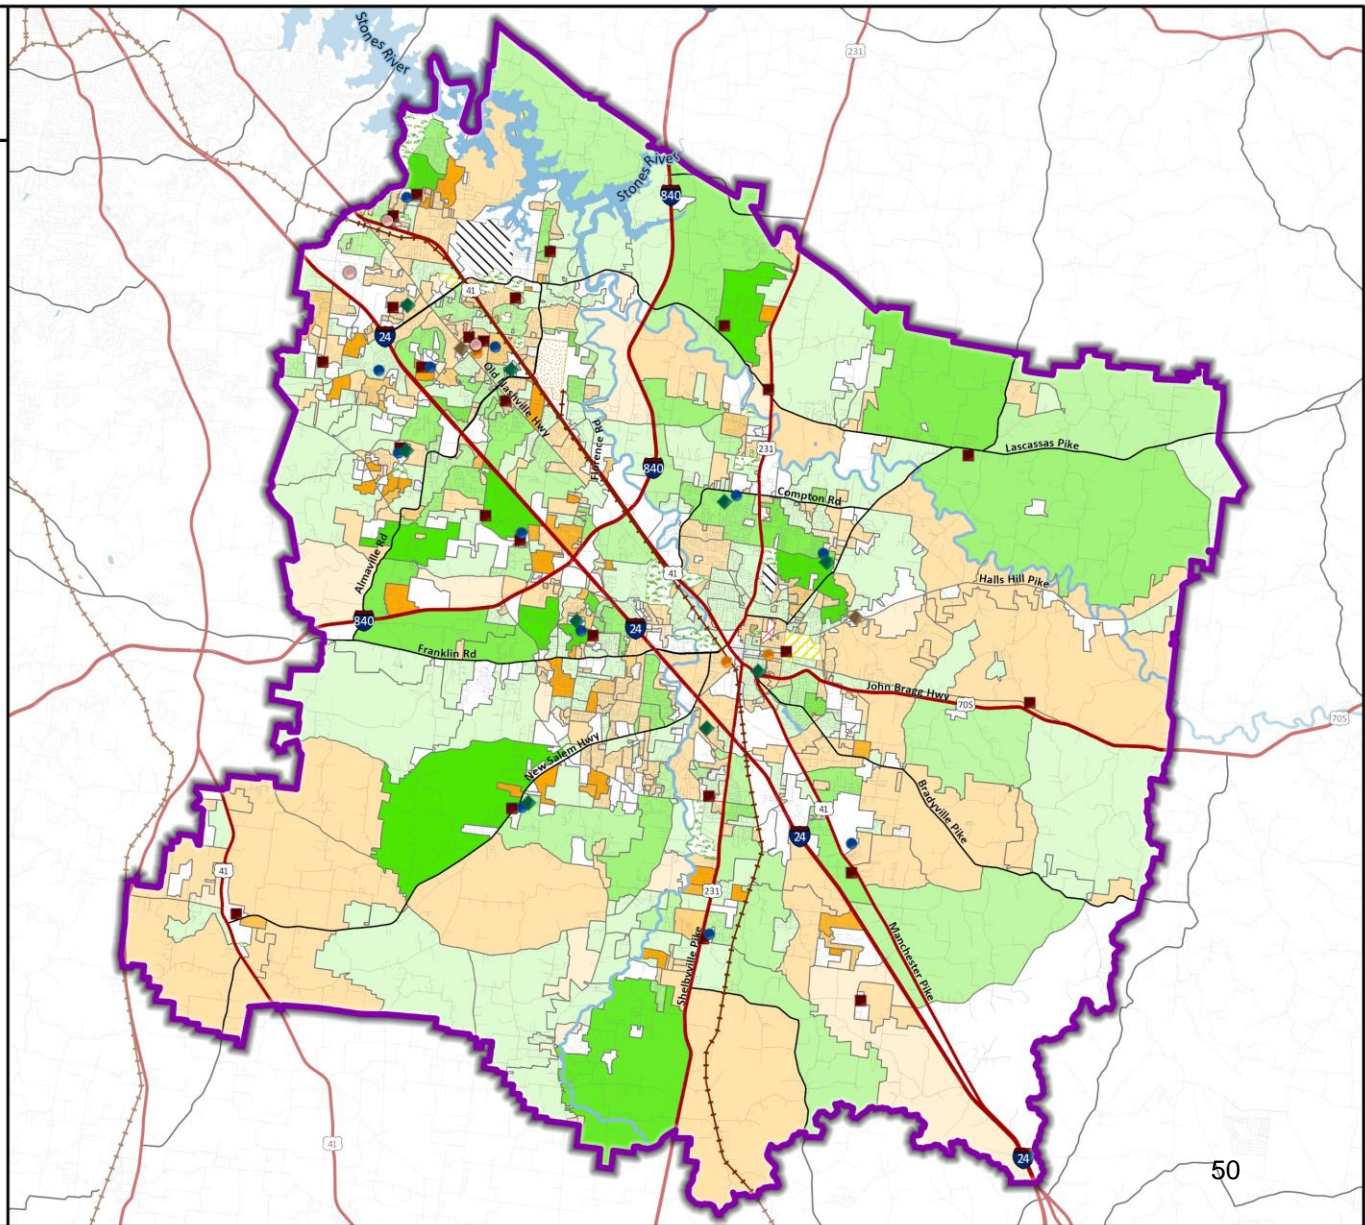 Stones River
231
Stones River
840
41
24
Old Nashville Hwy
Florence Rd
231
Lascassas Pike
840
Compton Rd
Almaville Rd
41
Halls Hill Pike
840
24
Franklin Rd
John Bragg Hwy
70S
70S
New Salem Hwy
Bradyville Pike
41
24
41
231
Manchester Pike
Shelbyville Pike
41
24
50